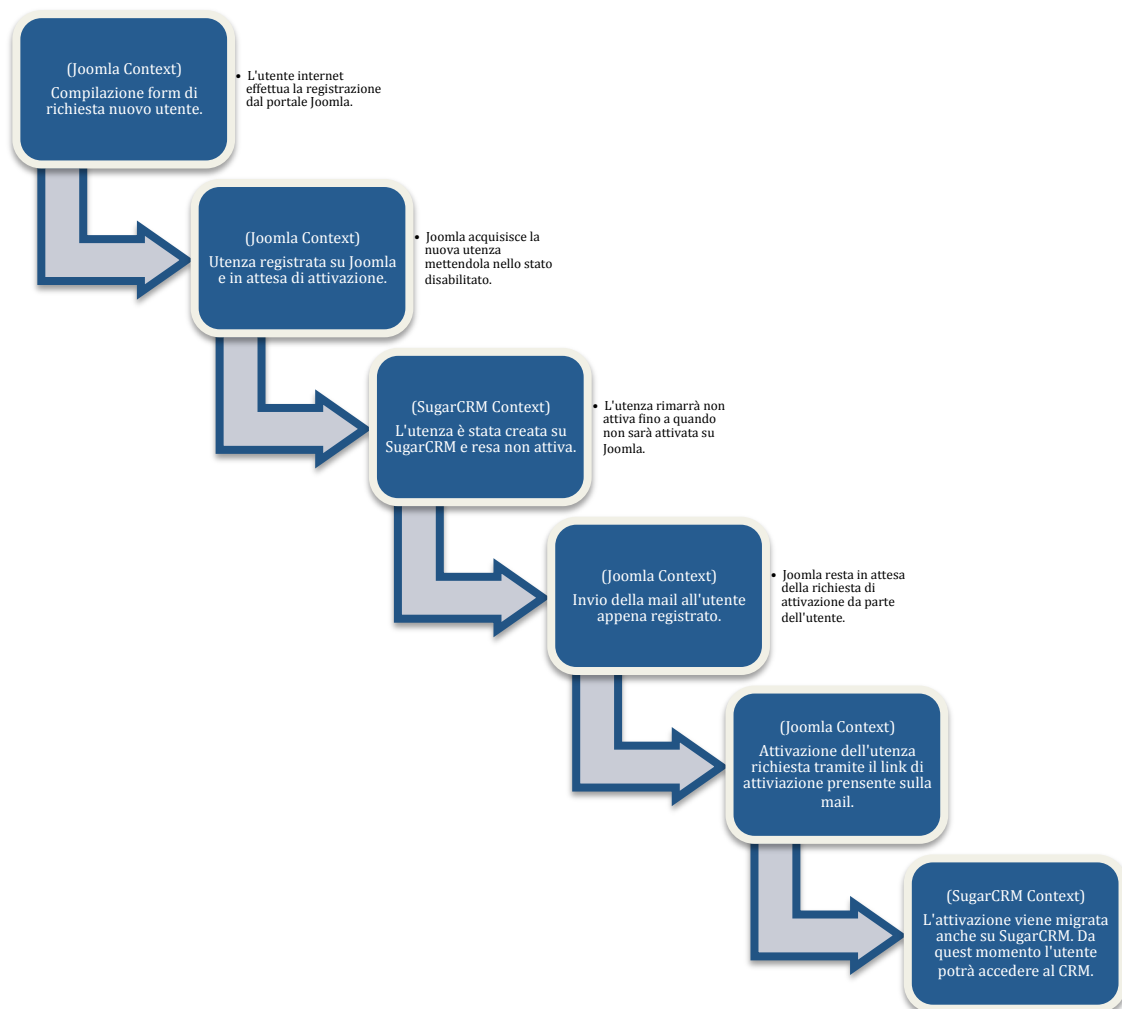 (Joomla Context)
Compilazione form di
richiesta nuovo utente.
• L'utente internet
effettua la registrazione
dal portale Joomla.
(Joomla Context)
Utenza registrata su Joomla
e in attesa di attivazione.
• Joomla acquisisce la
nuova utenza
mettendola nello stato
disabilitato.
(SugarCRM Context)
L'utenza è stata creata su
SugarCRM e resa non attiva.
• L'utenza rimarrà non
attiva fino a quando
non sarà attivata su
Joomla.
(Joomla Context)
Invio della mail all'utente
appena registrato.
• Joomla resta in attesa
della richiesta di
attivazione da parte
dell'utente.
(Joomla Context)
Attivazione dell'utenza
richiesta tramite il link di
attiviazione prensente sulla
mail.
(SugarCRM Context)
L'attivazione viene migrata
anche su SugarCRM. Da
quest momento l'utente
potrà accedere al CRM.